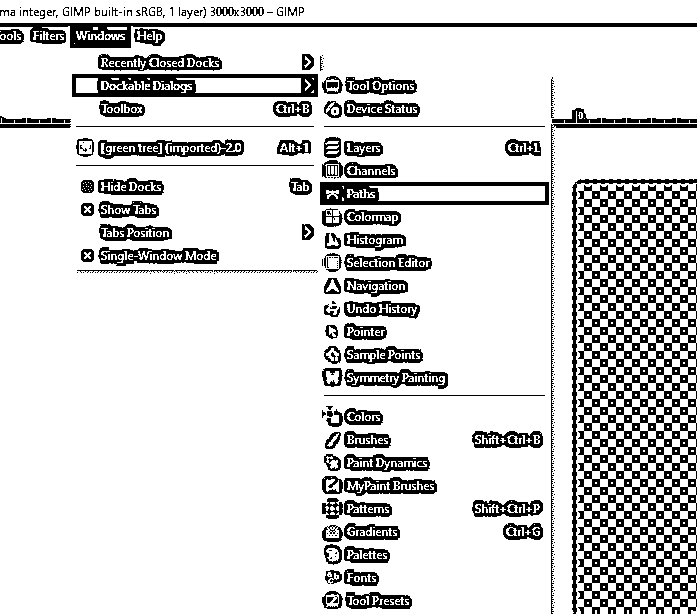 ma integer, GIMP built-in sRGB, 1 layer) 3000x3000 – GIMP
ools Filters Windows Help
Recently Closed Docks
Dockable Dialogs
Toolbox Ctrl+B
[green tree] (imported)-2.0 Alt+1
Hide Docks Tab
Show Tabs
Tabs Position
Single-Window Mode
Tool Options
Device Status
Layers Ctrl+L
Channels
Paths
Colormap
Histogram
Selection Editor
Navigation
Undo History
Pointer
Sample Points
Symmetry Painting
Colors
Brushes Shift+Ctrl+B
Paint Dynamics
MyPaint Brushes
Patterns Shift+Ctrl+P
Gradients Ctrl+G
Palettes
Fonts
Tool Presets
0